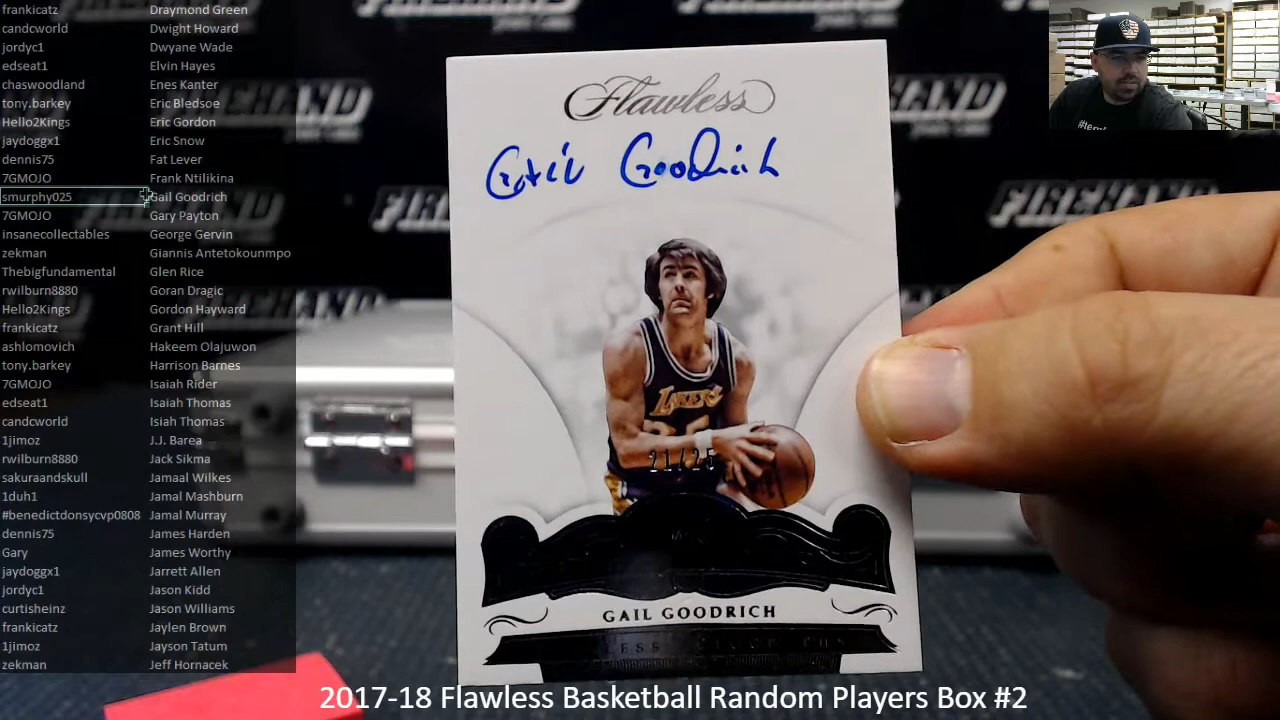 frankicatz Draymond Green
candcworld Dwight Howard
jordyc1 Dwyane Wade
edseat1 Elvin Hayes
chaswoodland Enes Kanter
tony.barkey Eric Bledsoe
Hello2Kings Eric Gordon
jaydoggx1 Eric Snow
dennis75 Fat Lever
7GMOJO Frank Ntilikina
smurphy025 Gail Goodrich
7GMOJO Gary Payton
insanecollectables George Gervin
zekman Giannis Antetokounmpo
Thebigfundamental Glen Rice
rwilburn8880 Goran Dragic
Hello2Kings Gordon Hayward
frankicatz Grant Hill
ashlomovich Hakeem Olajuwon
tony.barkey Harrison Barnes
7GMOJO Isaiah Rider
edseat1 Isaiah Thomas
candcworld Isiah Thomas
1jimoz J.J. Barea
rwilburn8880 Jack Sikma
sakuraandskull Jamaal Wilkes
1duh1 Jamal Mashburn
#benedictdonsycvp0808 Jamal Murray
dennis75 James Harden
Gary James Worthy
jaydoggx1 Jarrett Allen
jordyc1 Jason Kidd
curtisheinz Jason Williams
frankicatz Jaylen Brown
1jimoz Jayson Tatum
zekman Jeff Hornacek
FIREHAND
FIREHAND
FIREHAND
Flawless
Gail Goodrich
LAKERS
21/25
GAIL GOODRICH
2017-18 Flawless Basketball Random Players Box #2